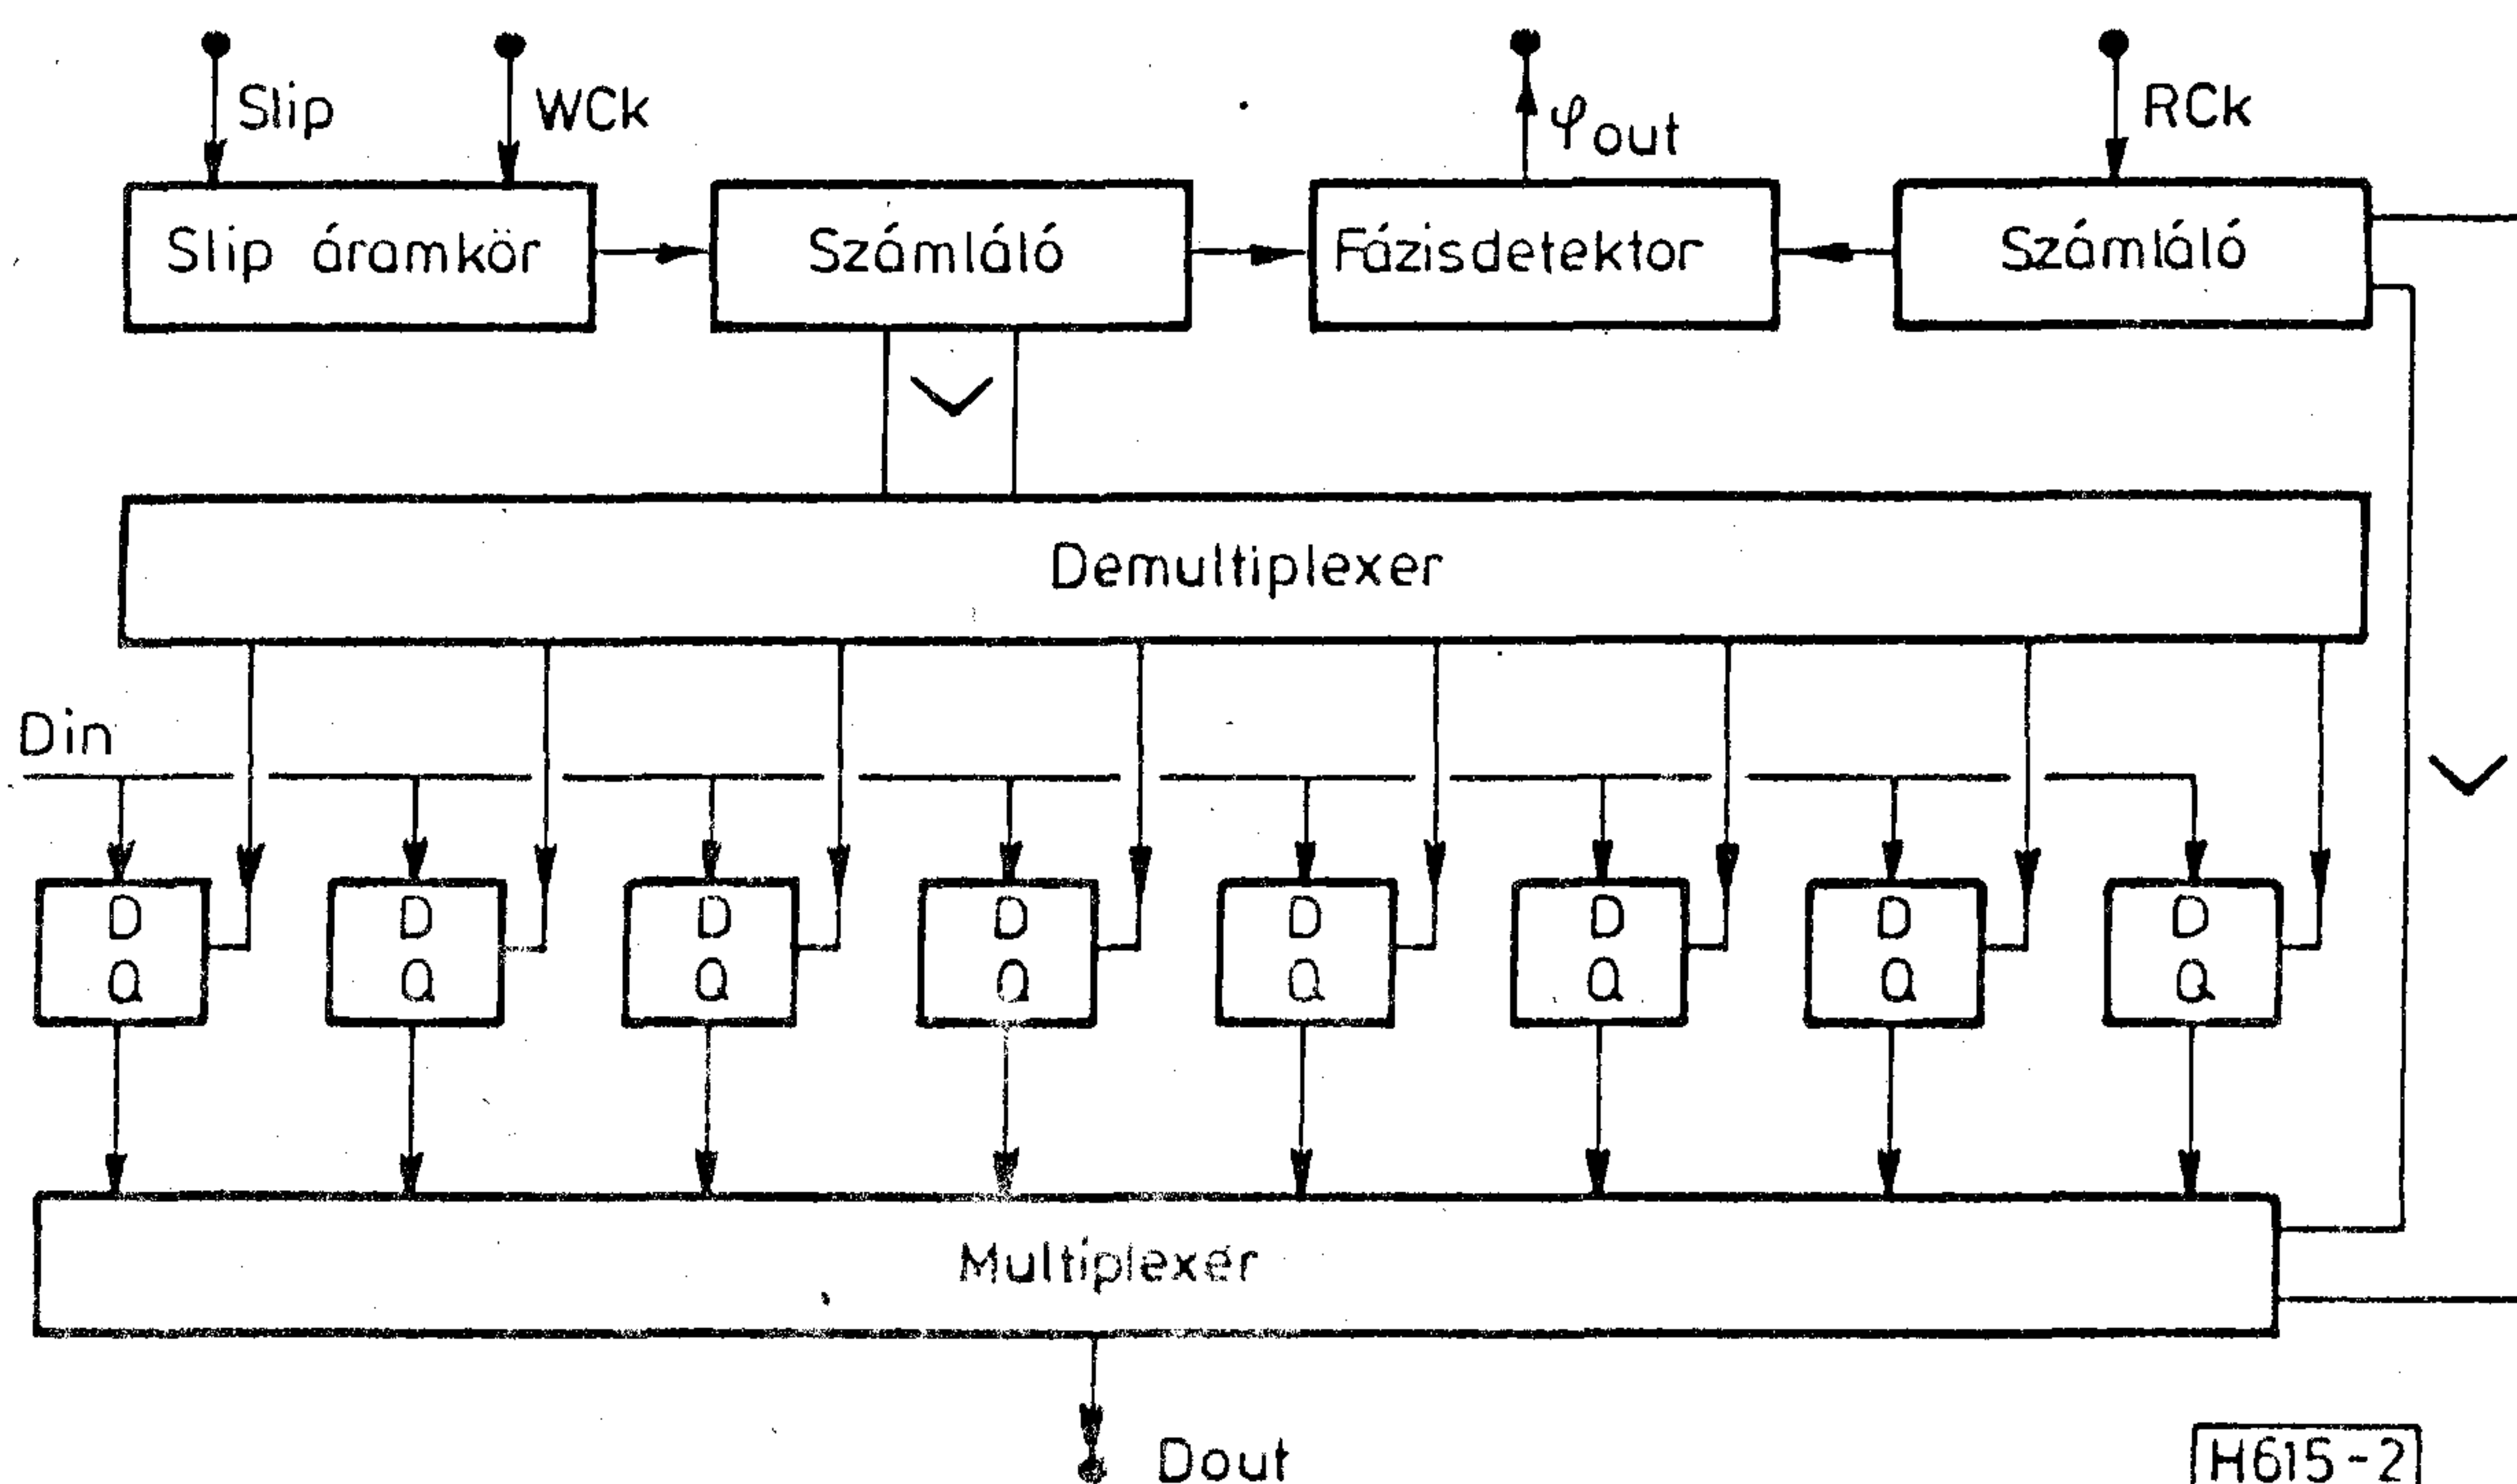 Slip
WCk
φout
RCk
Slip áramkör
Számláló
Fázisdetektor
Számláló
Demultiplexer
Din
D
Q
D
Q
D
Q
D
Q
D
Q
D
Q
D
Q
D
Q
Multiplexer
Dout
H615-2